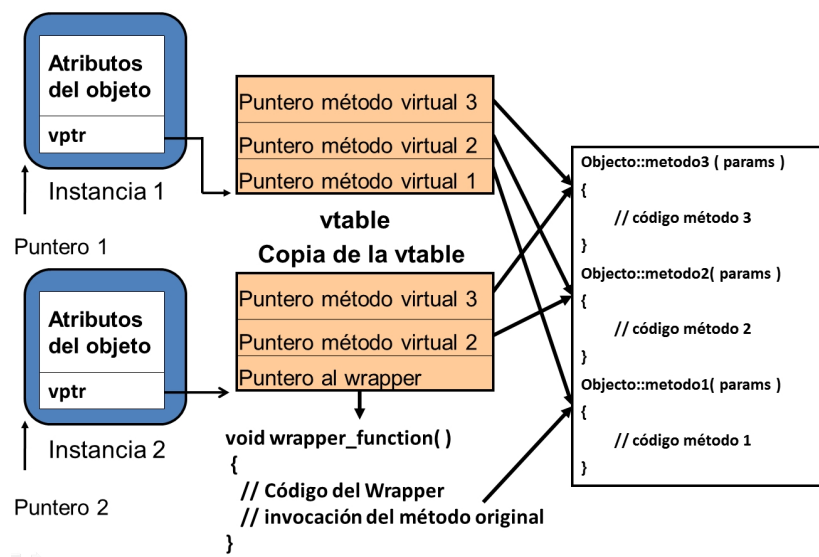 Atributos
del objeto
vptr
Instancia 1
Puntero 1
Puntero método virtual 3
Puntero método virtual 2
Puntero método virtual 1
vtable
Copia de la vtable
Atributos
del objeto
vptr
Instancia 2
Puntero 2
Puntero método virtual 3
Puntero método virtual 2
Puntero al wrapper
void wrapper_function( )
{
// Código del Wrapper
// invocación del método original
}
Objecto::metodo3 ( params )
{
// código método 3
}
Objecto::metodo2( params )
{
// código método 2
}
Objecto::metodo1( params )
{
// código método 1
}